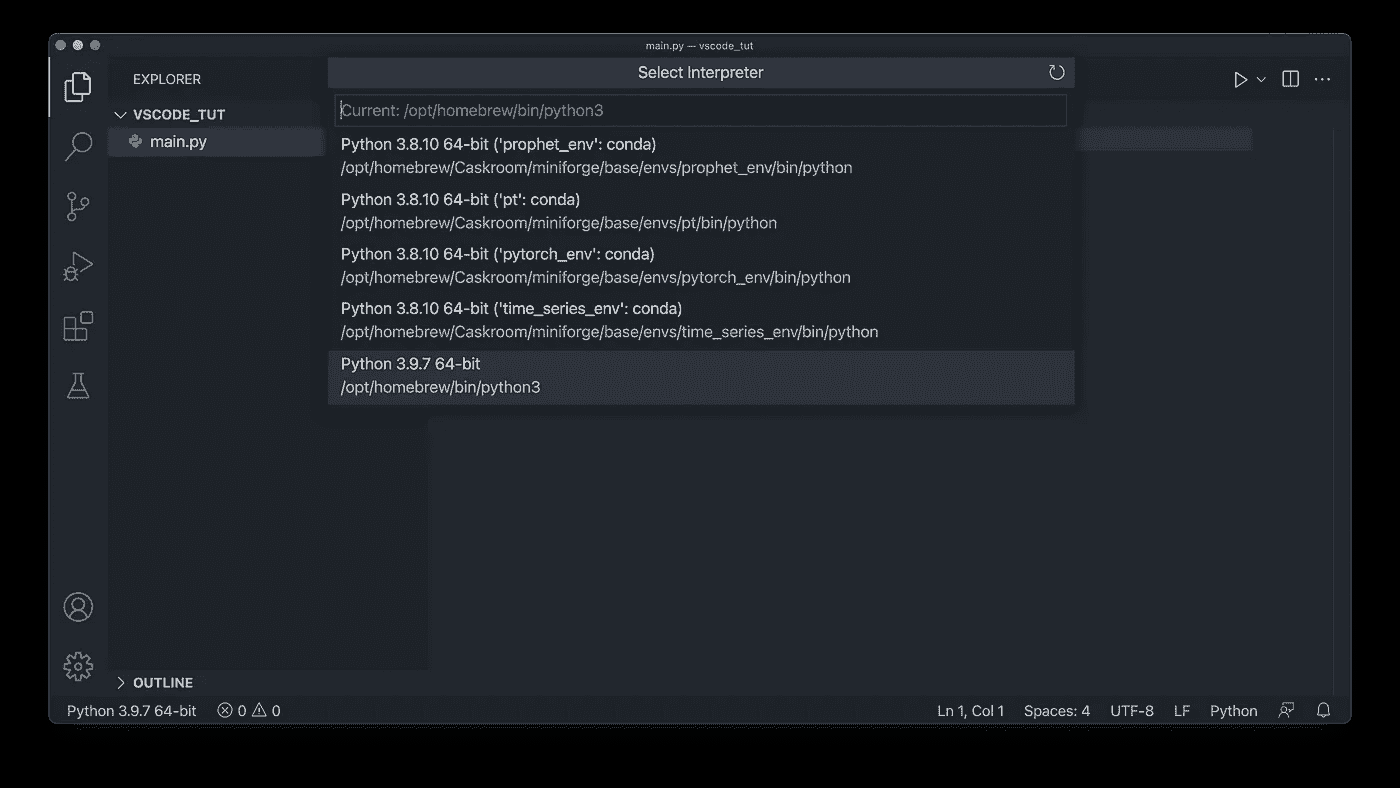 main.py — vscode_tut
EXPLORER
Select Interpreter
VSCODE_TUT
main.py
Current: /opt/homebrew/bin/python3
Python 3.8.10 64-bit ('prophet_env': conda)
/opt/homebrew/Caskroom/miniforge/base/envs/prophet_env/bin/python
Python 3.8.10 64-bit ('pt': conda)
/opt/homebrew/Caskroom/miniforge/base/envs/pt/bin/python
Python 3.8.10 64-bit ('pytorch_env': conda)
/opt/homebrew/Caskroom/miniforge/base/envs/pytorch_env/bin/python
Python 3.8.10 64-bit ('time_series_env': conda)
/opt/homebrew/Caskroom/miniforge/base/envs/time_series_env/bin/python
Python 3.9.7 64-bit
/opt/homebrew/bin/python3
OUTLINE
Python 3.9.7 64-bit 0 0 Ln 1, Col 1 Spaces: 4 UTF-8 LF Python